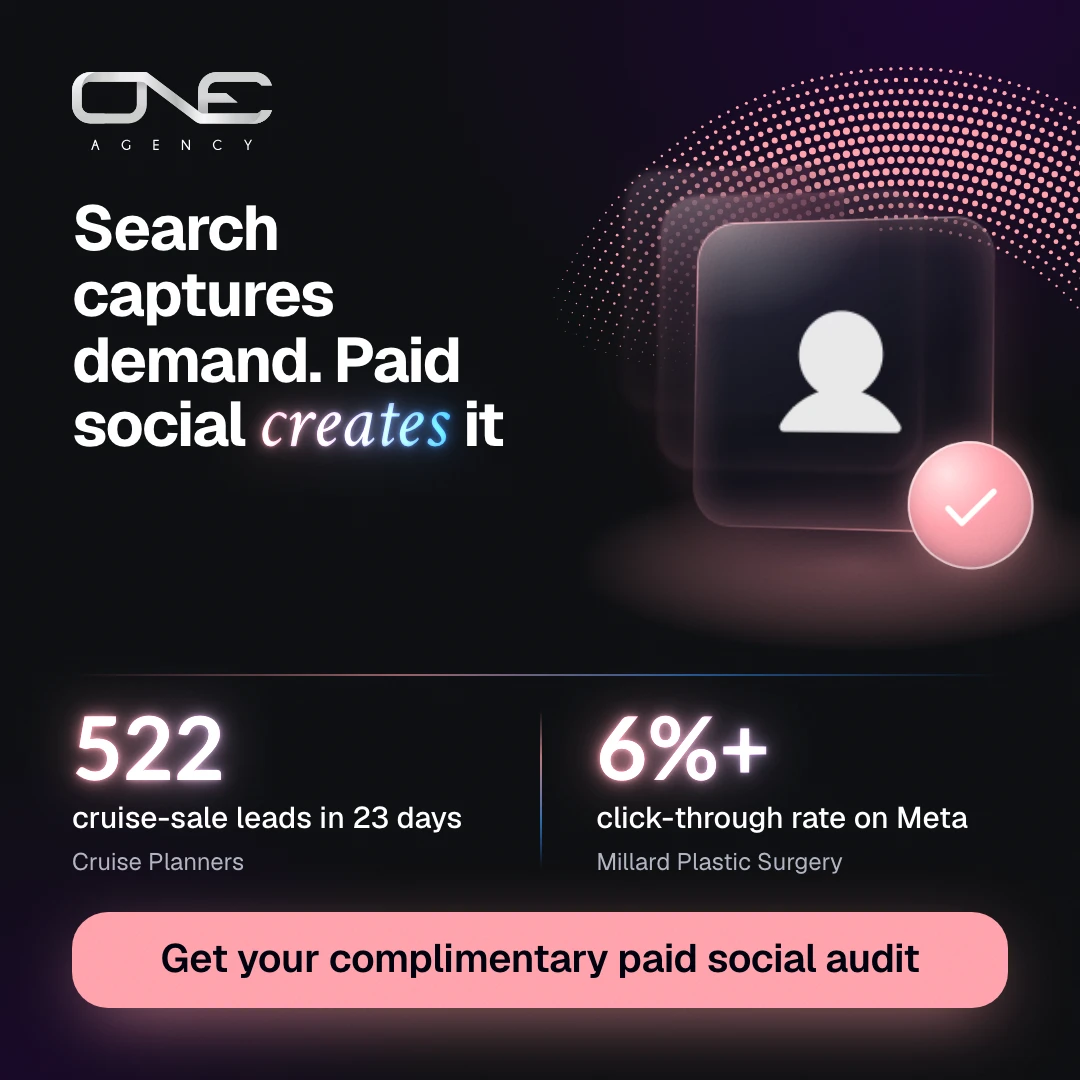 ONE
AGENCY
Search
captures
demand. Paid
social creates it
522
cruise-sale leads in 23 days
Cruise Planners
6%+
click-through rate on Meta
Millard Plastic Surgery
Get your complimentary paid social audit